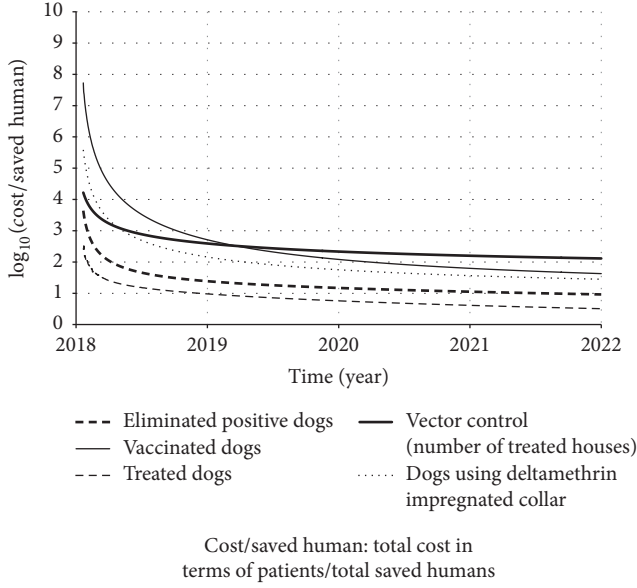 10
9
8
7
6
5
4
3
2
1
0
log₁₀(cost/saved human)
2018 2019 2020 2021 2022
Time (year)
Eliminated positive dogs
Vaccinated dogs
Treated dogs
Vector control
(number of treated houses)
Dogs using deltamethrin
impregnated collar
Cost/saved human: total cost in
terms of patients/total saved humans